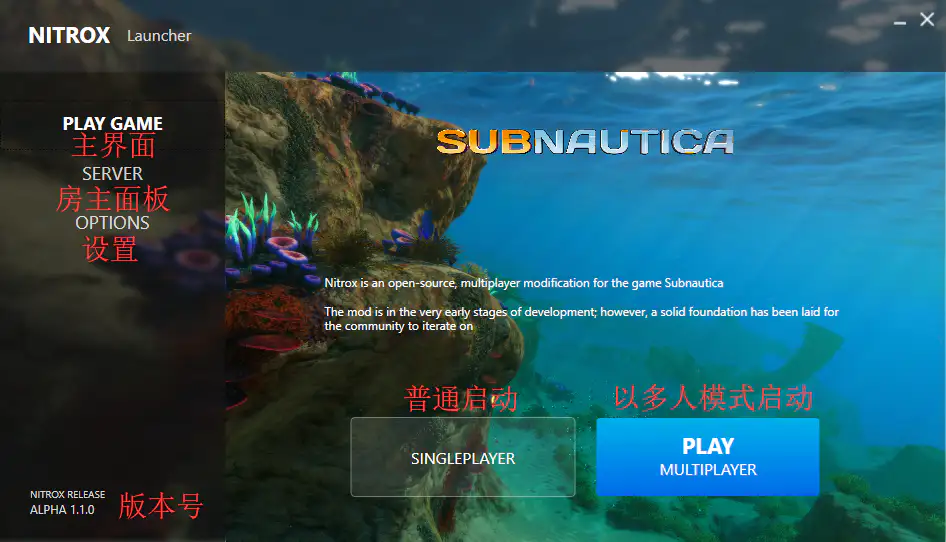 NITROX Launcher
PLAY GAME
主界面
SERVER
房主面板
OPTIONS
设置
SUBNAUTICA
Nitrox is an open-source, multiplayer modification for the game Subnautica
The mod is in the very early stages of development; however, a solid foundation has been laid for
the community to iterate on
普通启动
以多人模式启动
SINGLEPLAYER
PLAY
MULTIPLAYER
NITROX RELEASE
ALPHA 1.1.0
版本号